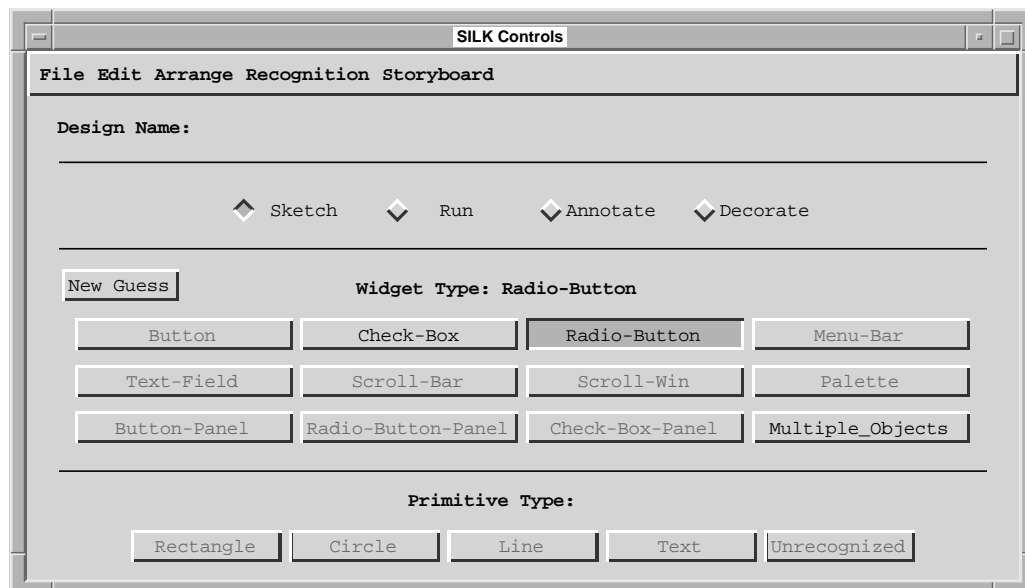 SILK Controls
File Edit Arrange Recognition Storyboard
Design Name:
Sketch Run Annotate Decorate
New Guess
Widget Type: Radio-Button
Button Check-Box Radio-Button Menu-Bar
Text-Field Scroll-Bar Scroll-Win Palette
Button-Panel Radio-Button-Panel Check-Box-Panel Multiple_Objects
Primitive Type:
Rectangle Circle Line Text Unrecognized